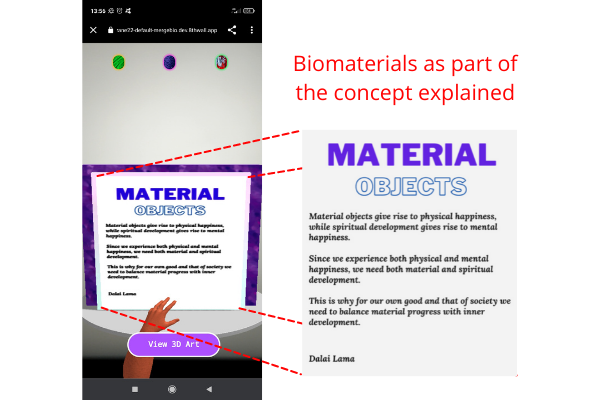 13:56
rane22-default-mergebio des 8thwall.app
MATERIAL
OBJECTS
Material objects give rise to physical happiness,
while spiritual development gives rise to mental
happiness.
Since we experience both physical and mental
happiness, we need both material and spiritual
development.
This is why for our own good and that of society we
need to balance material progress with inner
development.
Dalai Lama
View 3D Art
Biomaterials as part of
the concept explained
MATERIAL
OBJECTS
Material objects give rise to physical happiness,
while spiritual development gives rise to mental
happiness.
Since we experience both physical and mental
happiness, we need both material and spiritual
development.
This is why for our own good and that of society we
need to balance material progress with inner
development.
Dalai Lama